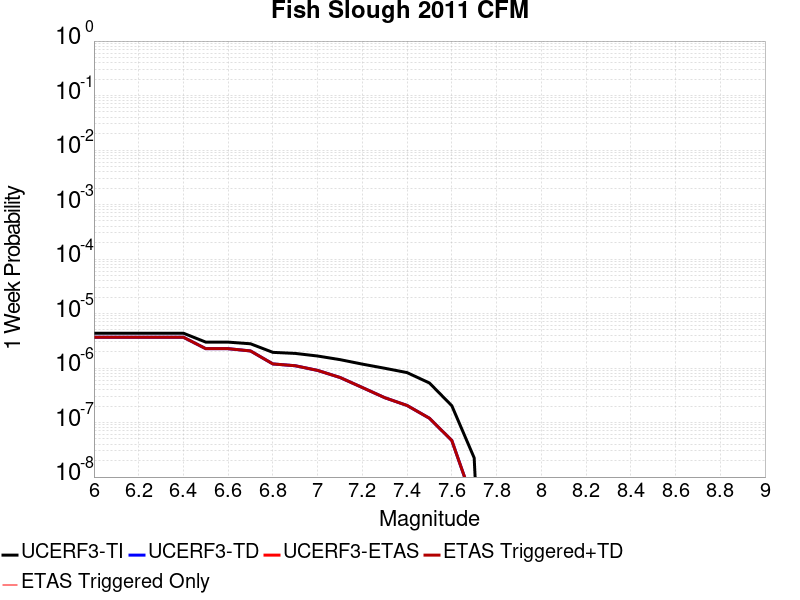 Fish Slough 2011 CFM
1 Week Probability
10^0
10^-1
10^-2
10^-3
10^-4
10^-5
10^-6
10^-7
10^-8
6 6.2 6.4 6.6 6.8 7 7.2 7.4 7.6 7.8 8 8.2 8.4 8.6 8.8 9
Magnitude
UCERF3-TI UCERF3-TD UCERF3-ETAS ETAS Triggered+TD
ETAS Triggered Only